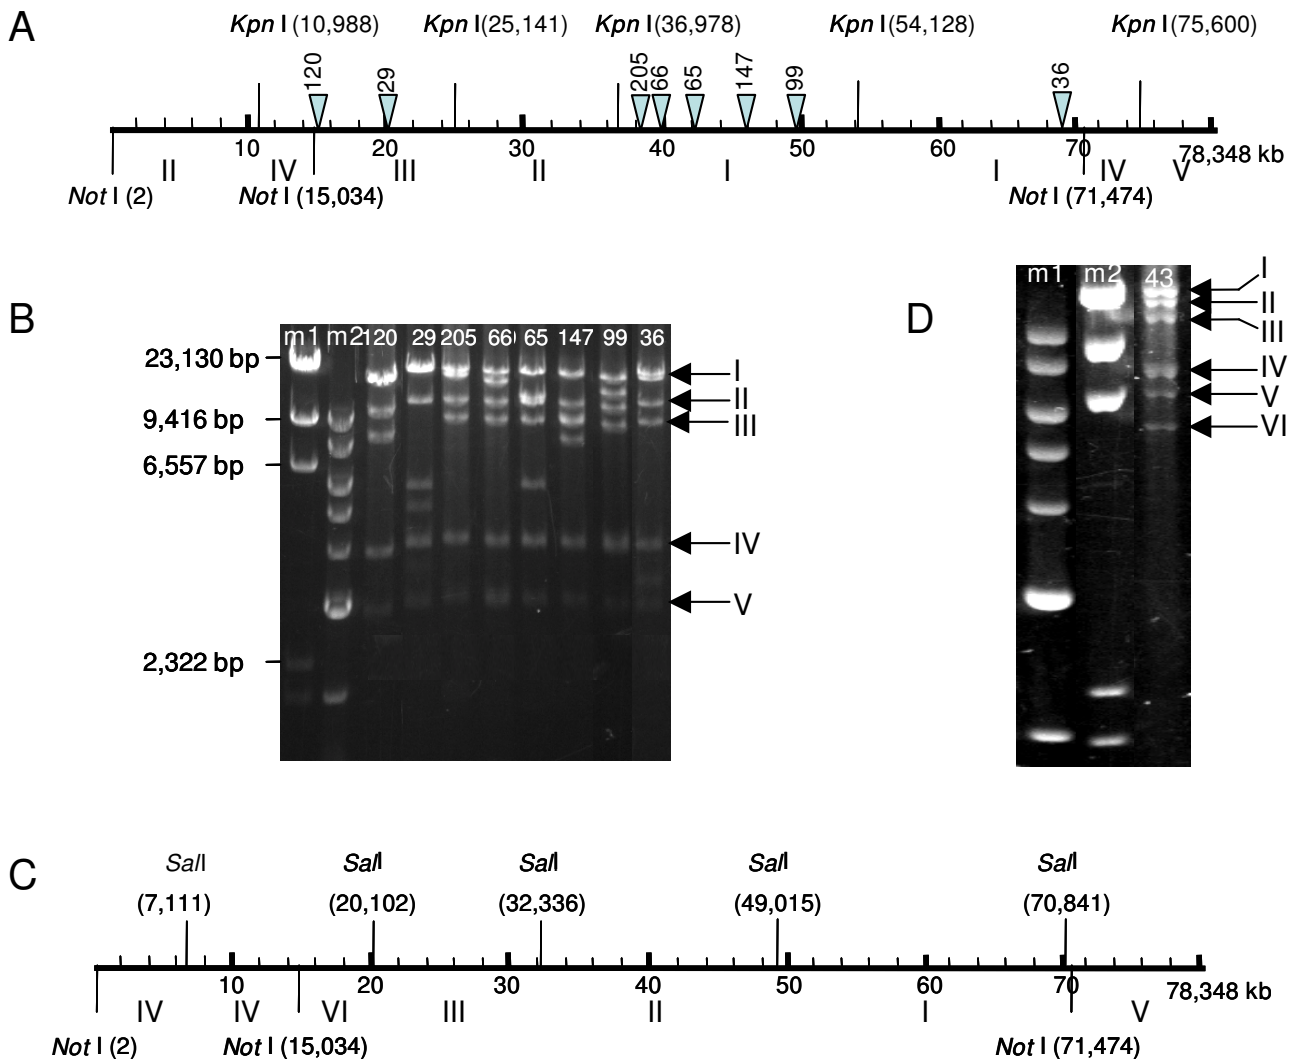 A
Kpn I (10,988) Kpn I(25,141) Kpn I(36,978) Kpn I(54,128) Kpn I(75,600)
120 29 205 66 65 147 99 36
10 20 30 40 50 60 70 78,348 kb
II IV III II I I IV V
Not I (2) Not I (15,034) Not I (71,474)
B
m1 m2 120 29 205 66 65 147 99 36
23,130 bp
9,416 bp
6,557 bp
2,322 bp
I
II
III
IV
V
D
m1 m2 43
I
II
III
IV
V
VI
C
SalI SalI SalI SalI SalI
(7,111) (20,102) (32,336) (49,015) (70,841)
10 20 30 40 50 60 70 78,348 kb
IV IV VI III II I V
Not I (2) Not I (15,034) Not I (71,474)